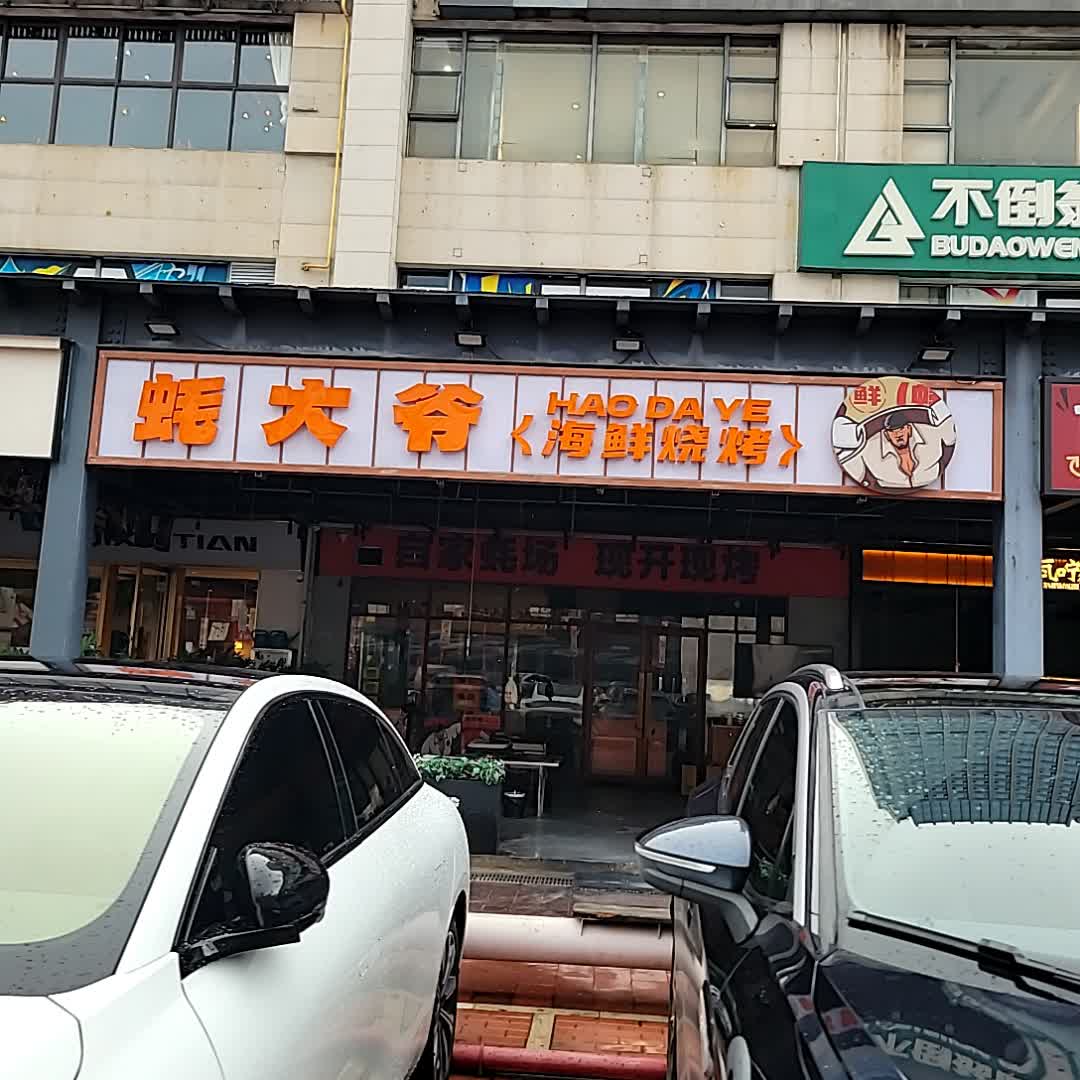 不倒翁
BUDAOWEN
蚝大爷
HAO DA YE
〈海鲜烧烤〉
鲜
TIAN
百家蚝场 现开现烤